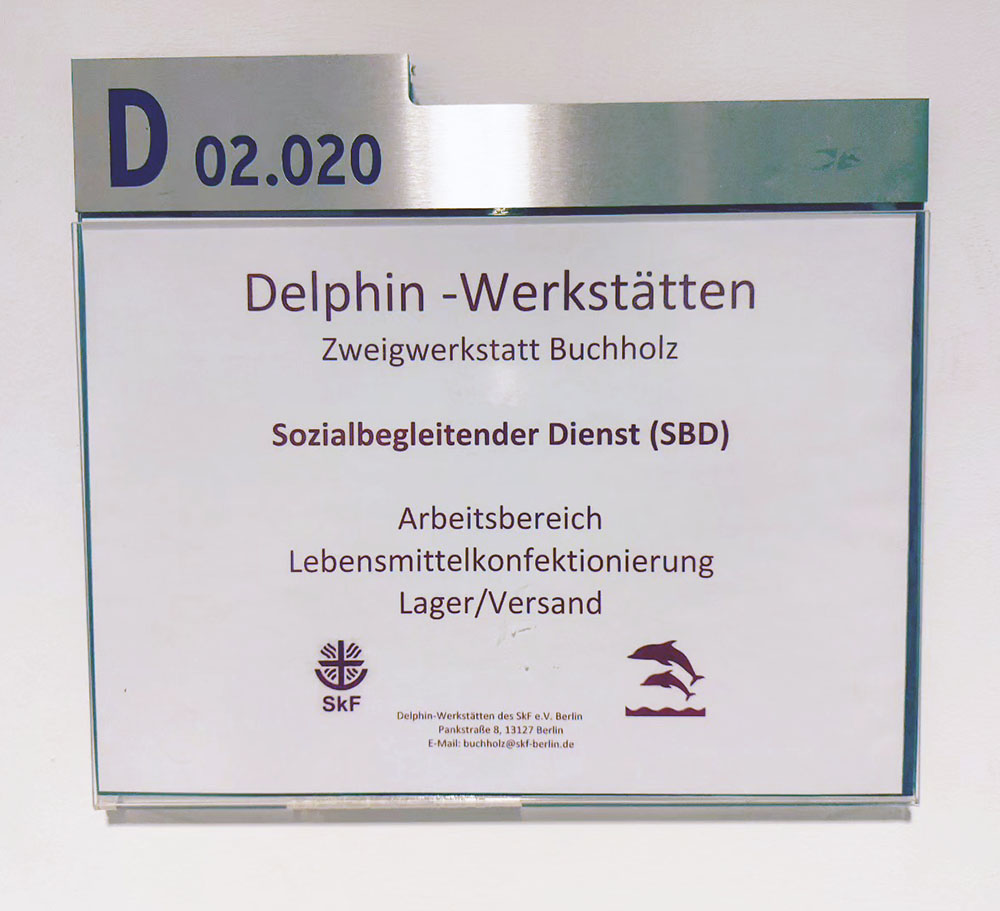 D 02.020
Delphin -Werkstätten
Zweigwerkstatt Buchholz
Sozialbegleitender Dienst (SBD)
Arbeitsbereich
Lebensmittelkonfektionierung
Lager/Versand
SkF
Delphin-Werkstätten des SkF e.V. Berlin
Pankstraße 8, 13127 Berlin
E-Mail: buchholz@skf-berlin.de